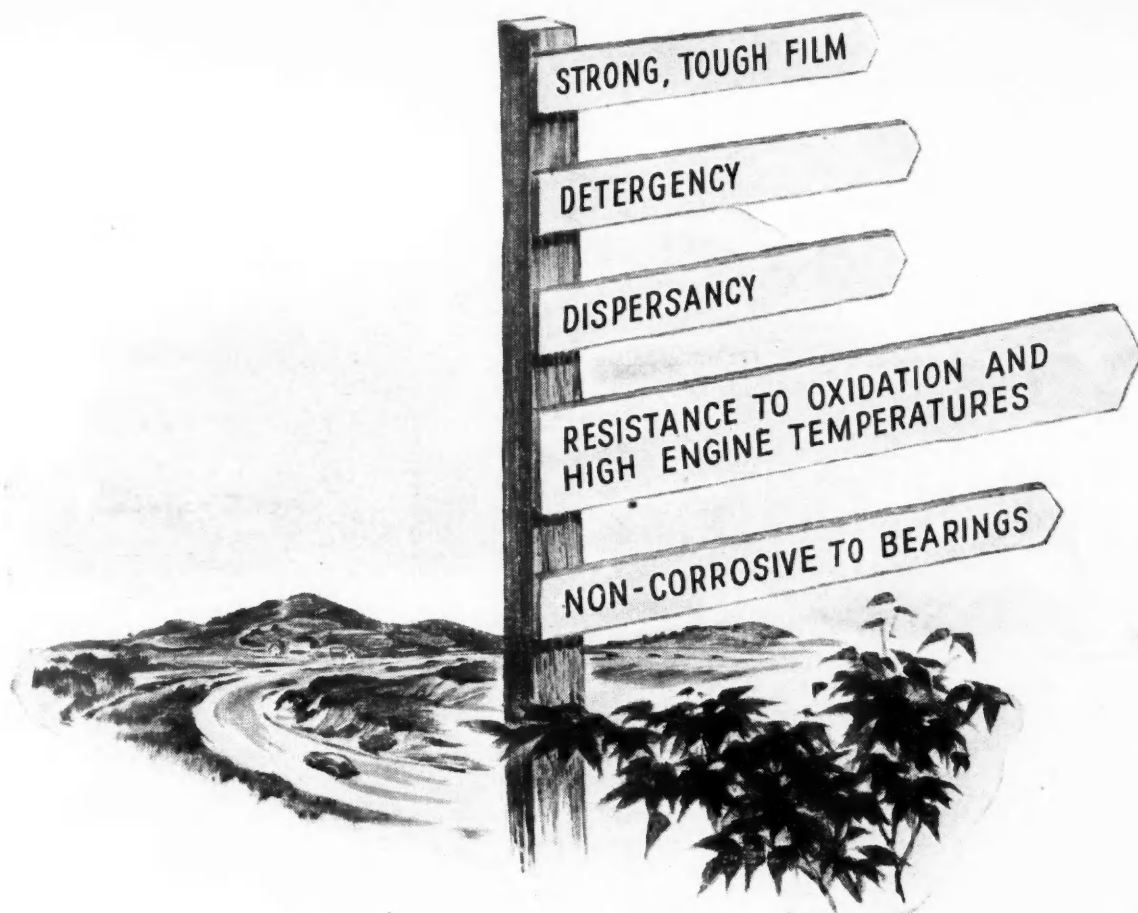 STRONG, TOUGH FILM
DETERGENCY
DISPERSANCY
RESISTANCE TO OXIDATION AND
HIGH ENGINE TEMPERATURES
NON-CORROSIVE TO BEARINGS